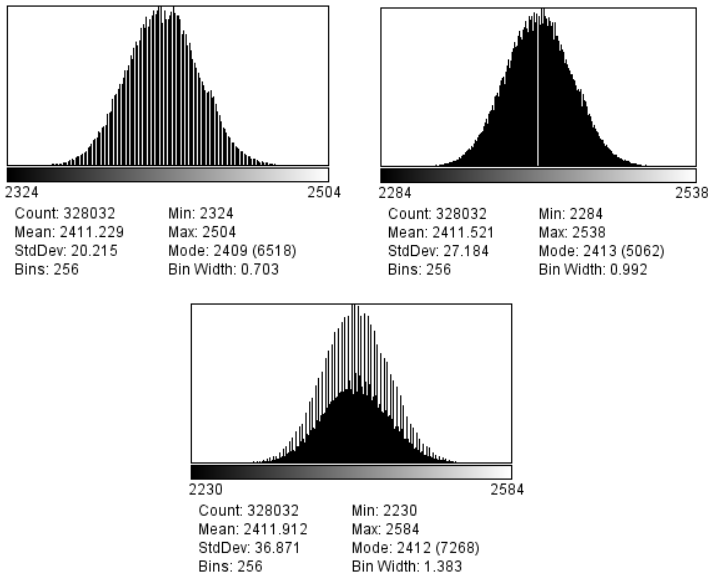 2324 2504
Count: 328032 Min: 2324
Mean: 2411.229 Max: 2504
StdDev: 20.215 Mode: 2409 (6518)
Bins: 256 Bin Width: 0.703
2284 2538
Count: 328032 Min: 2284
Mean: 2411.521 Max: 2538
StdDev: 27.184 Mode: 2413 (5062)
Bins: 256 Bin Width: 0.992
2230 2584
Count: 328032 Min: 2230
Mean: 2411.912 Max: 2584
StdDev: 36.871 Mode: 2412 (7268)
Bins: 256 Bin Width: 1.383